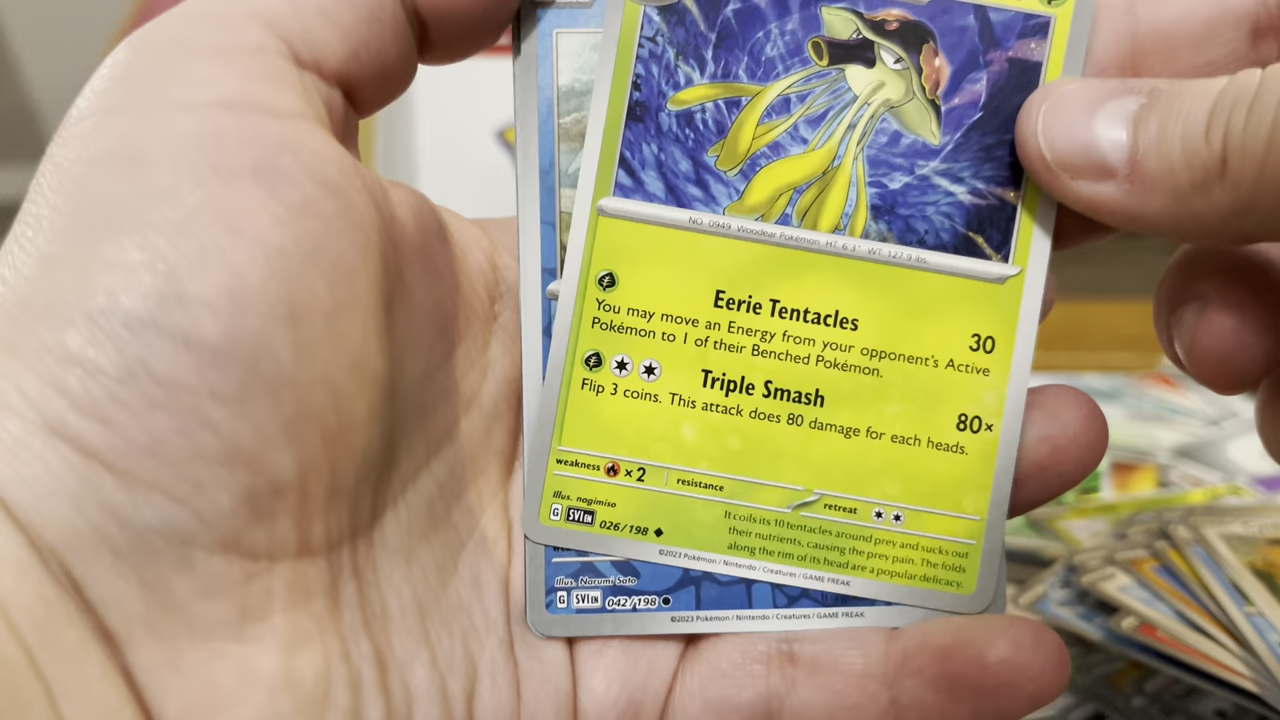 NO. 0949 Woodear Pokémon HT: 6'3" WT: 127.9 lbs.
Eerie Tentacles 30
You may move an Energy from your opponent's Active
Pokémon to 1 of their Benched Pokémon.
Triple Smash 80×
Flip 3 coins. This attack does 80 damage for each heads.
weakness ×2 resistance retreat
Illus. nagimiso
G SVI EN 026/198
It coils its 10 tentacles around prey and sucks out
their nutrients, causing the prey pain. The folds
along the rim of its head are a popular delicacy.
©2023 Pokémon / Nintendo / Creatures / GAME FREAK
Illus. Narumi Sato
G SVI EN 042/198
©2023 Pokémon / Nintendo / Creatures / GAME FREAK